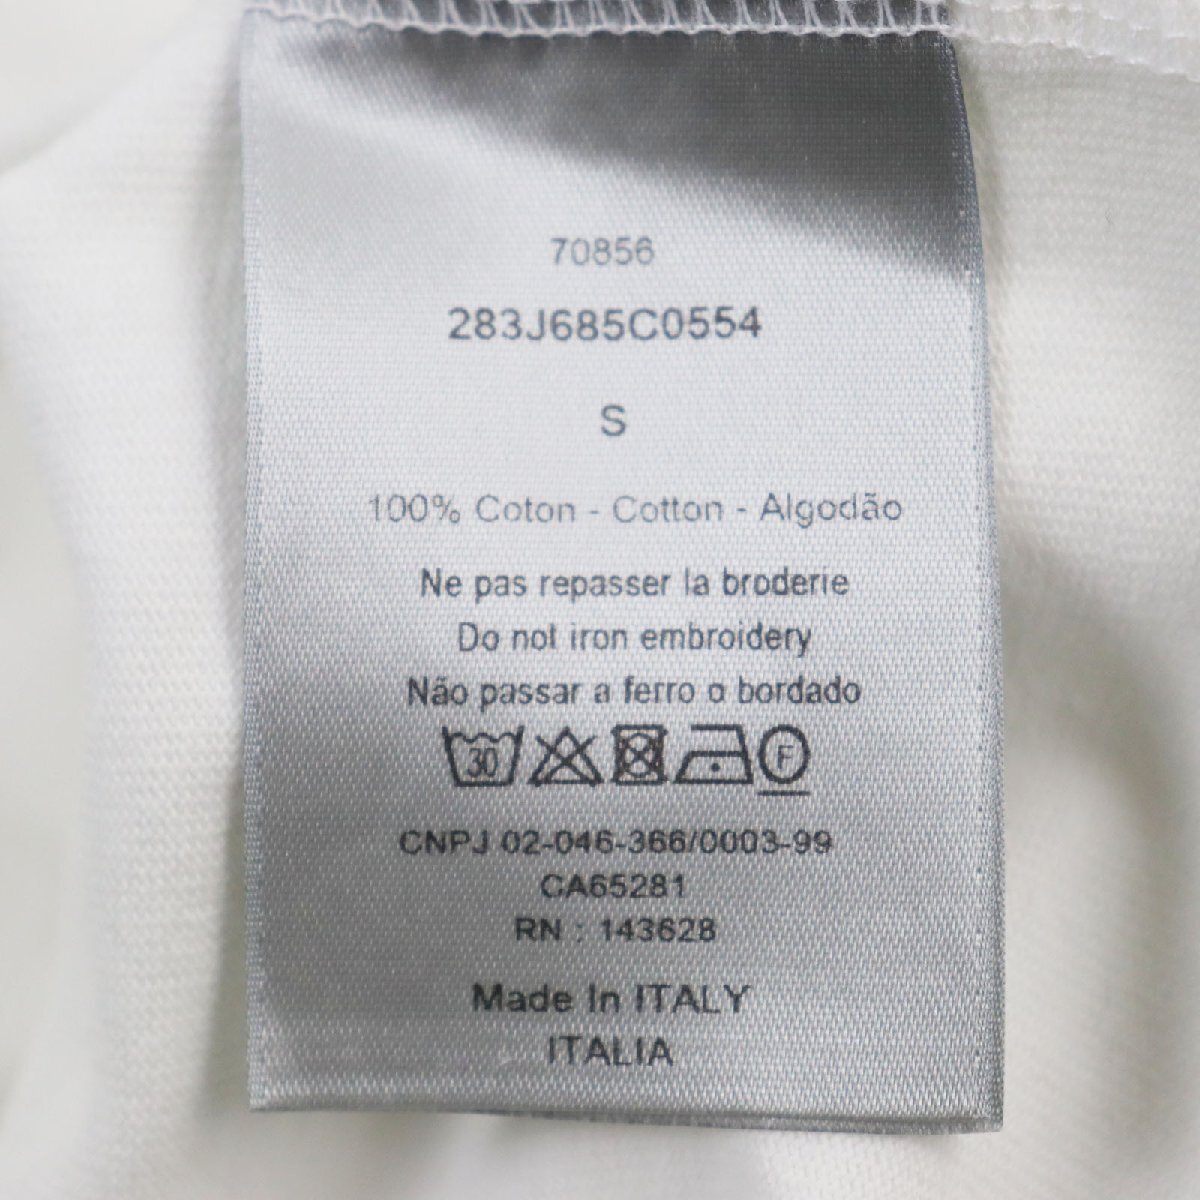 70856
283J685C0554
S
100% Coton - Cotton - Algodão
Ne pas repasser la broderie
Do not iron embroidery
Não passar a ferro o bordado
30 F
CNPJ 02-046-366/0003-99
CA65281
RN : 143628
Made In ITALY
ITALIA